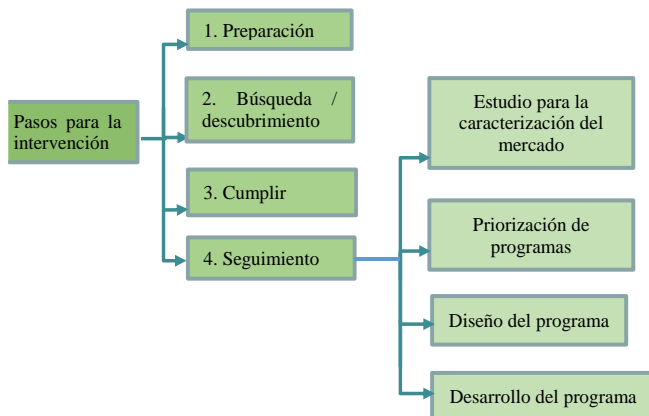 Pasos para la
intervención
1. Preparación
2. Búsqueda /
descubrimiento
3. Cumplir
4. Seguimiento
Estudio para la
caracterización del
mercado
Priorización de
programas
Diseño del programa
Desarrollo del programa